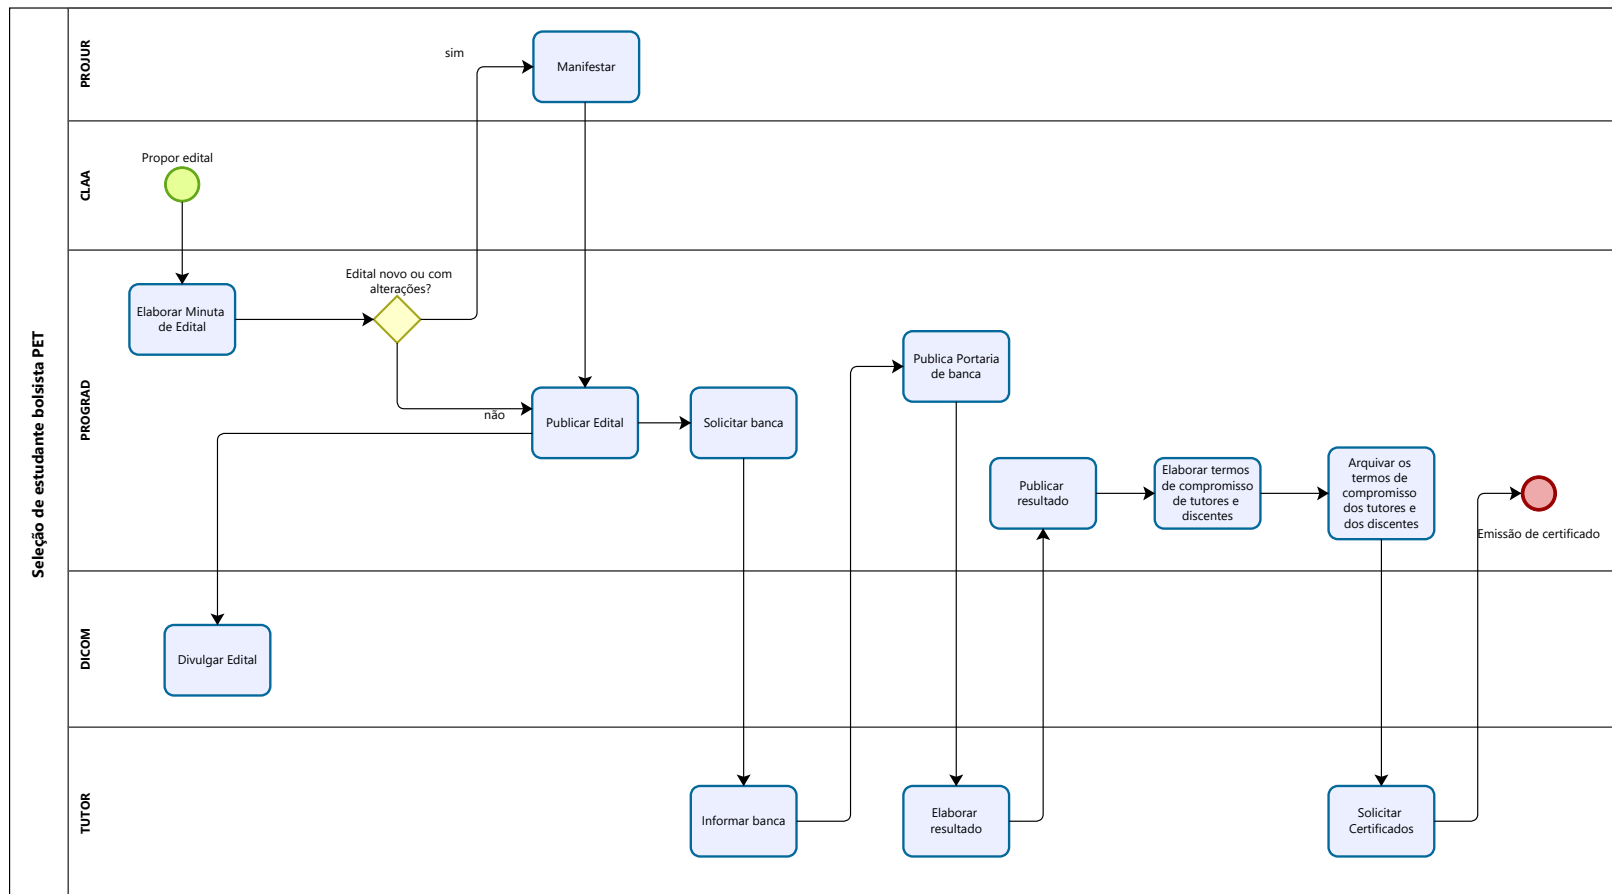 Seleção de estudante bolsista PET
PROJUR
sim
Manifestar
CLAA
Propor edital
PROGRAD
Elaborar Minuta
de Edital
Edital novo ou com
alterações?
não
Publicar Edital
Solicitar banca
Publica Portaria
de banca
Publicar
resultado
Elaborar termos
de compromisso
de tutores e
discentes
Arquivar os
termos de
compromisso
dos tutores e
dos discentes
Emissão de certificado
DICOM
Divulgar Edital
TUTOR
Informar banca
Elaborar
resultado
Solicitar
Certificados